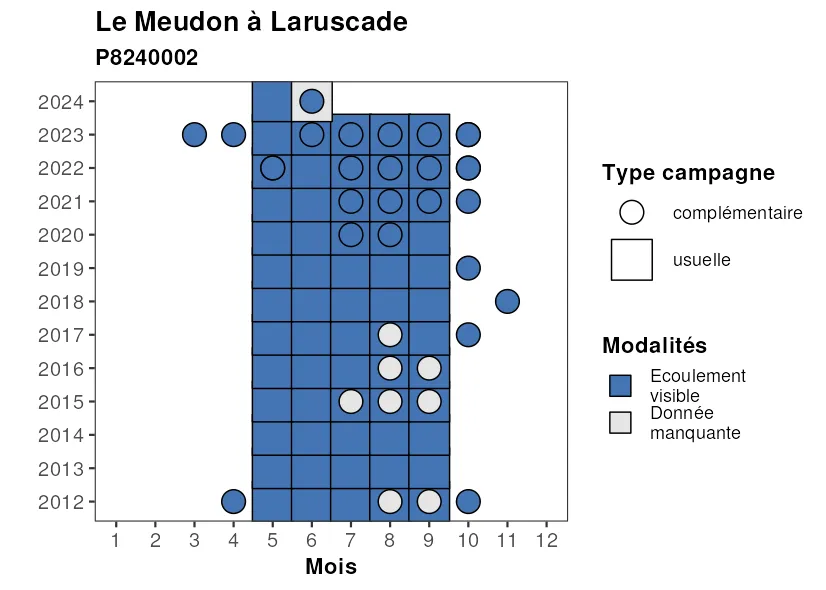 Le Meudon à Laruscade
P8240002
2024
2023
2022
2021
2020
2019
2018
2017
2016
2015
2014
2013
2012
1 2 3 4 5 6 7 8 9 10 11 12
Mois
Type campagne
complémentaire
usuelle
Modalités
Ecoulement
visible
Donnée
manquante